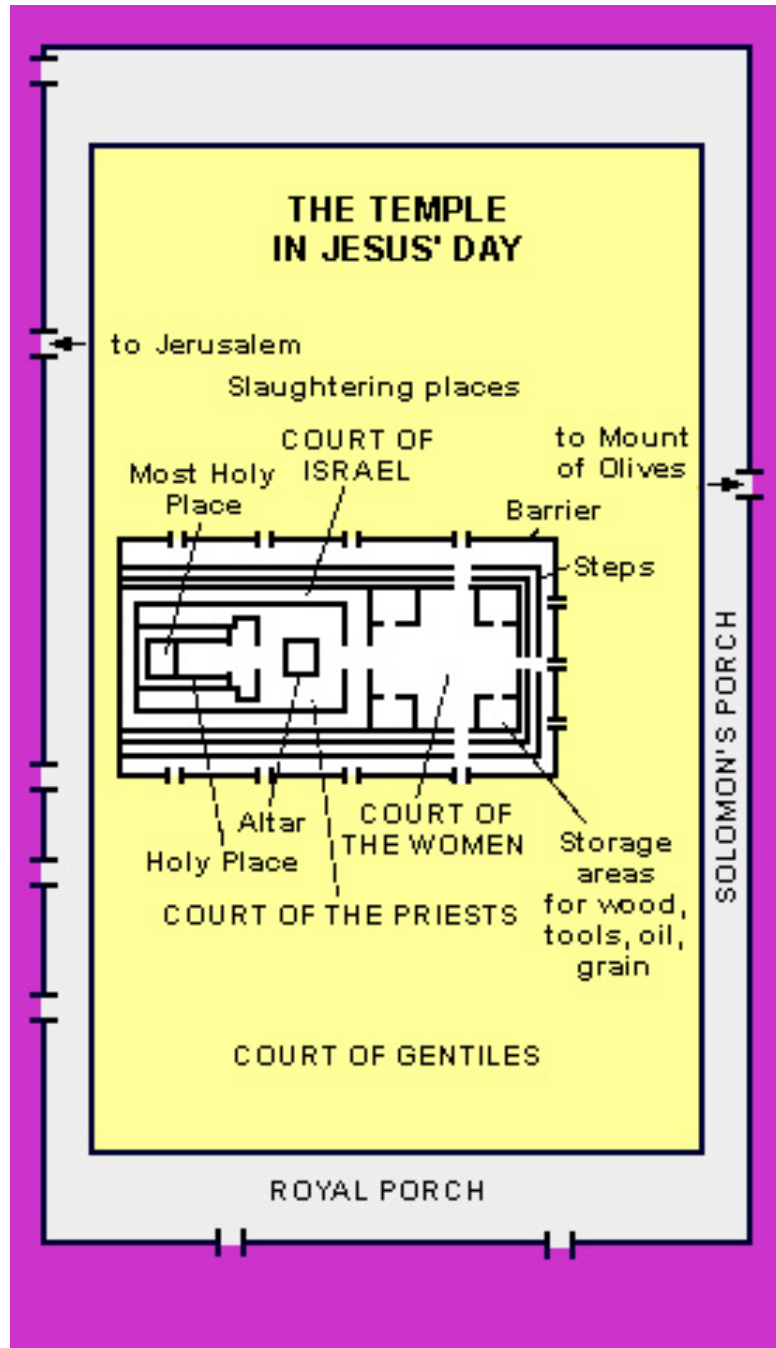 THE TEMPLE
IN JESUS' DAY
to Jerusalem
Slaughtering places
COURT OF
ISRAEL
to Mount
of Olives
Most Holy
Place
Barrier
Steps
SOLOMON'S PORCH
Altar
Holy Place
COURT OF
THE WOMEN
Storage
areas
for wood,
tools, oil,
grain
COURT OF THE PRIESTS
COURT OF GENTILES
ROYAL PORCH